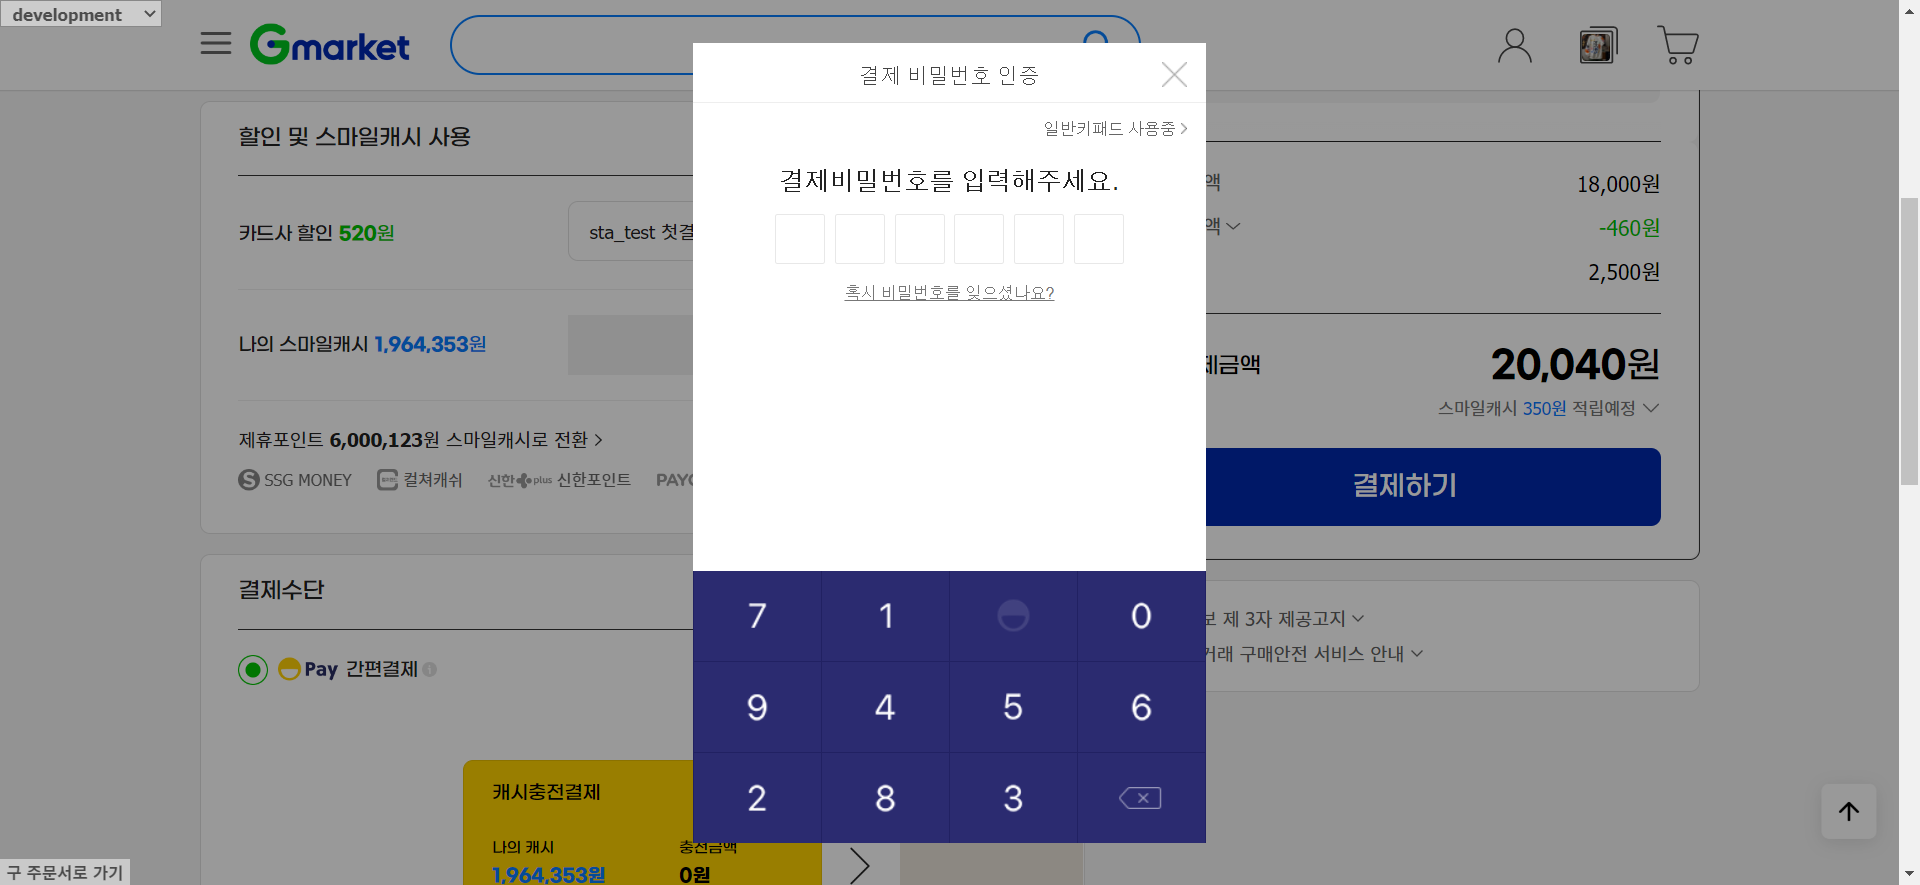 development
Gmarket
할인 및 스마일캐시 사용
카드사 할인 520원
sta_test 첫결
나의 스마일캐시 1,964,353원
제휴포인트 6,000,123원 스마일캐시로 전환
SSG MONEY 컬쳐캐쉬 신한plus 신한포인트 PAYC
결제수단
Pay 간편결제
캐시충전결제
나의 캐시 충전금액
1,964,353원 0원
구 주문서로 가기
결제 비밀번호 인증
일반키패드 사용중
결제비밀번호를 입력해주세요.
혹시 비밀번호를 잊으셨나요?
7 1 0
9 4 5 6
2 8 3
액 18,000원
액 -460원
2,500원
제금액 20,040원
스마일캐시 350원 적립예정
결제하기
보 제 3자 제공고지
거래 구매안전 서비스 안내